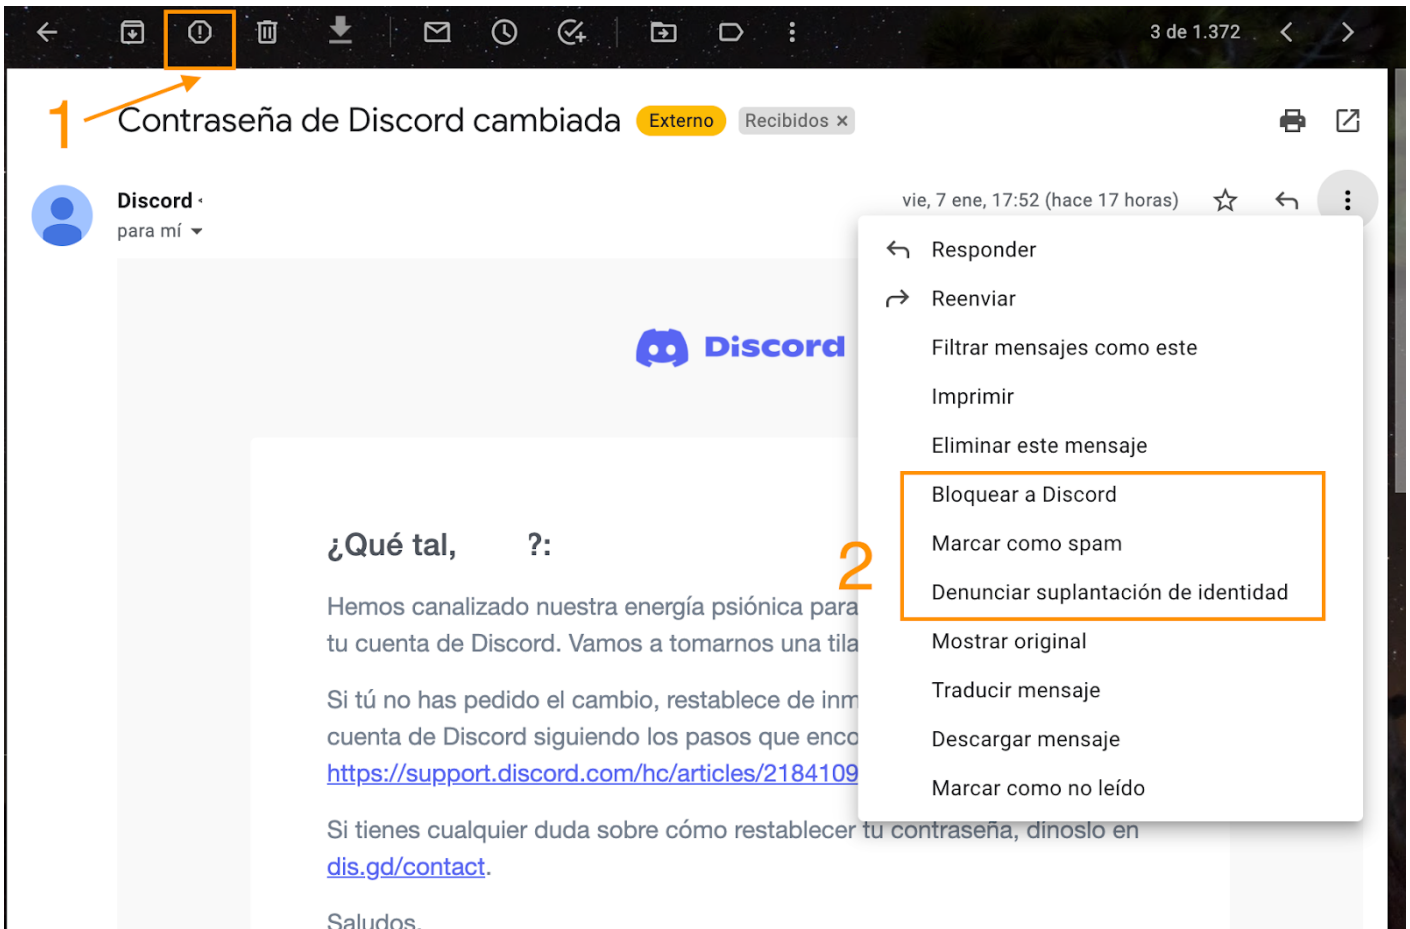 3 de 1.372
1
Contraseña de Discord cambiada Externo Recibidos ×
Discord
vie, 7 ene, 17:52 (hace 17 horas)
para mí
Responder
Reenviar
Filtrar mensajes como este
Imprimir
Eliminar este mensaje
Bloquear a Discord
Marcar como spam
Denunciar suplantación de identidad
Mostrar original
Traducir mensaje
Descargar mensaje
Marcar como no leído
2
Discord
¿Qué tal, ?:
Hemos canalizado nuestra energía psiónica para
tu cuenta de Discord. Vamos a tomarnos una tila
Si tú no has pedido el cambio, restablece de inm
cuenta de Discord siguiendo los pasos que enco
https://support.discord.com/hc/articles/2184109
Si tienes cualquier duda sobre cómo restablecer tu contraseña, dinoslo en
dis.gd/contact.
Saludos,